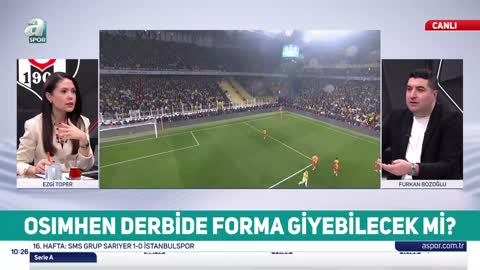 a
SPOR
CANLI
190
EZGİ TOPER
FURKAN BOZOĞLU
OSIMHEN DERBİDE FORMA GİYEBİLECEK Mİ?
10:26
16. HAFTA: SMS GRUP SARIYER 1-0 İSTANBULSPOR
aspor.com.tr
Serie A